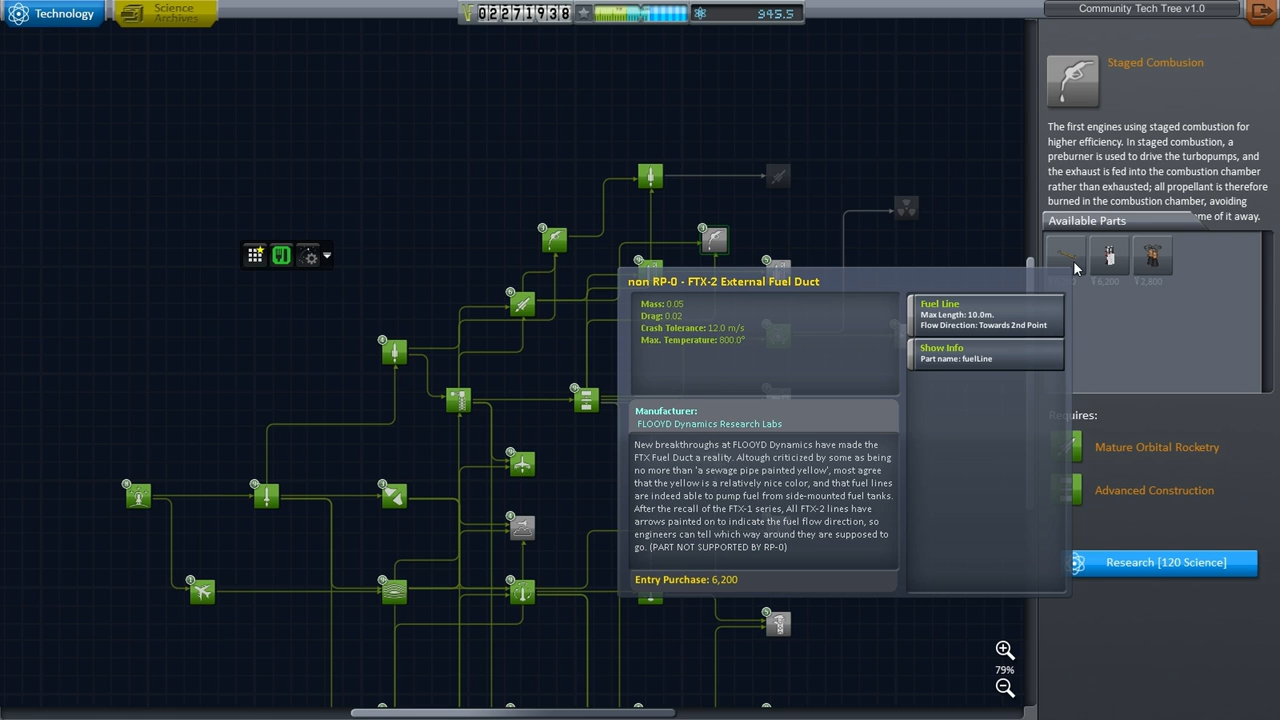 Technology
Science
Archives
02271938
945.5
Community Tech Tree v1.0
Staged Combusion
The first engines using staged combustion for
higher efficiency. In staged combustion, a
preburner is used to drive the turbopumps, and
the exhaust is fed into the combustion chamber
rather than exhausted; all propellant is therefore
burned in the combustion chamber, avoiding
ome of it away.
Available Parts
6,200
2,800
non RP-0 - FTX-2 External Fuel Duct
Mass: 0.05
Drag: 0.02
Crash Tolerance: 12.0 m/s
Max. Temperature: 800.0°
Fuel Line
Max Length: 10.0m.
Flow Direction: Towards 2nd Point
Show Info
Part name: fuelLine
Manufacturer:
FLOOYD Dynamics Research Labs
New breakthroughs at FLOOYD Dynamics have made the
FTX Fuel Duct a reality. Altough criticized by some as being
no more than 'a sewage pipe painted yellow', most agree
that the yellow is a relatively nice color, and that fuel lines
are indeed able to pump fuel from side-mounted fuel tanks.
After the recall of the FTX-1 series, All FTX-2 lines have
arrows painted on to indicate the fuel flow direction, so
engineers can tell which way around they are supposed to
go. (PART NOT SUPPORTED BY RP-0)
Entry Purchase: 6,200
Requires:
Mature Orbital Rocketry
Advanced Construction
Research [120 Science]
79%